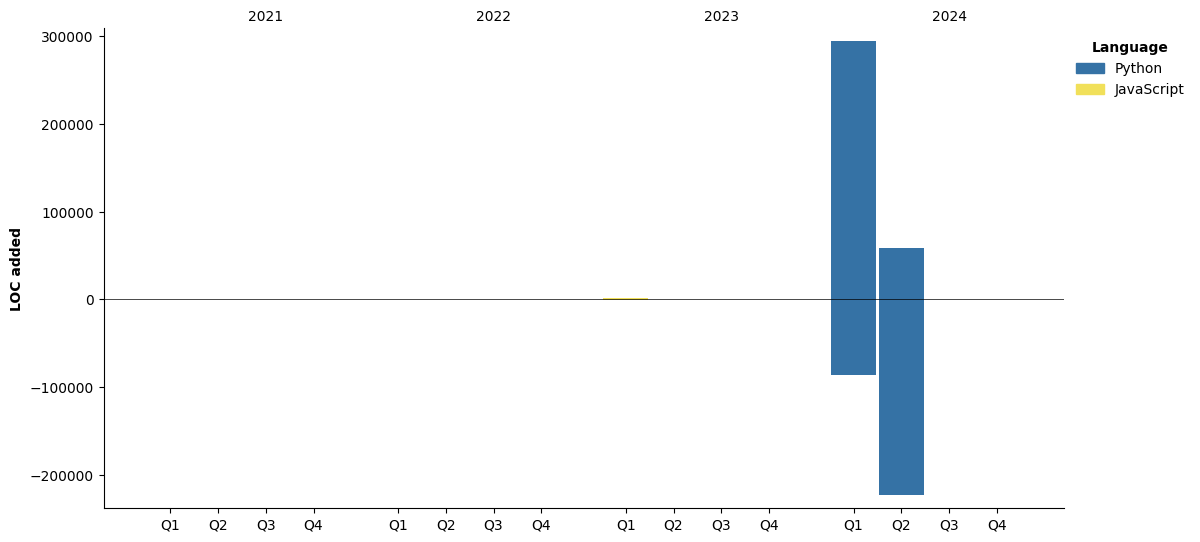 2021 2022 2023 2024
Language
Python
JavaScript
LOC added
300000
200000
100000
0
−100000
−200000
Q1 Q2 Q3 Q4 Q1 Q2 Q3 Q4 Q1 Q2 Q3 Q4 Q1 Q2 Q3 Q4